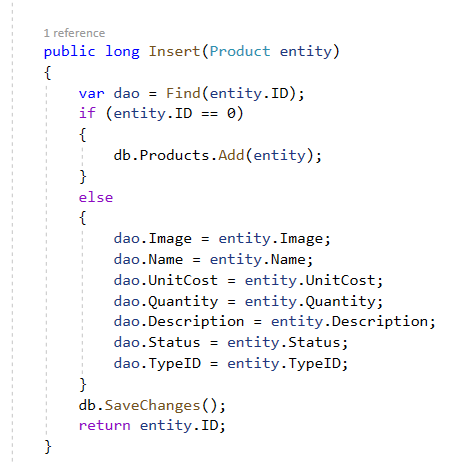 1 reference
public long Insert(Product entity)
{
    var dao = Find(entity.ID);
    if (entity.ID == 0)
    {
        db.Products.Add(entity);
    }
    else
    {
        dao.Image = entity.Image;
        dao.Name = entity.Name;
        dao.UnitCost = entity.UnitCost;
        dao.Quantity = entity.Quantity;
        dao.Description = entity.Description;
        dao.Status = entity.Status;
        dao.TypeID = entity.TypeID;
    }
    db.SaveChanges();
    return entity.ID;
}